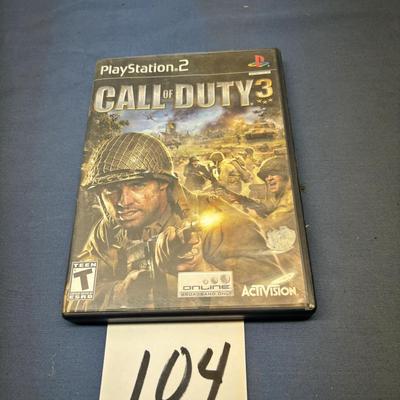 PlayStation®2
CALL OF DUTY 3
TEEN
T
ESRB
ONLINE
BROADBAND ONLY
ACTIVISION
104